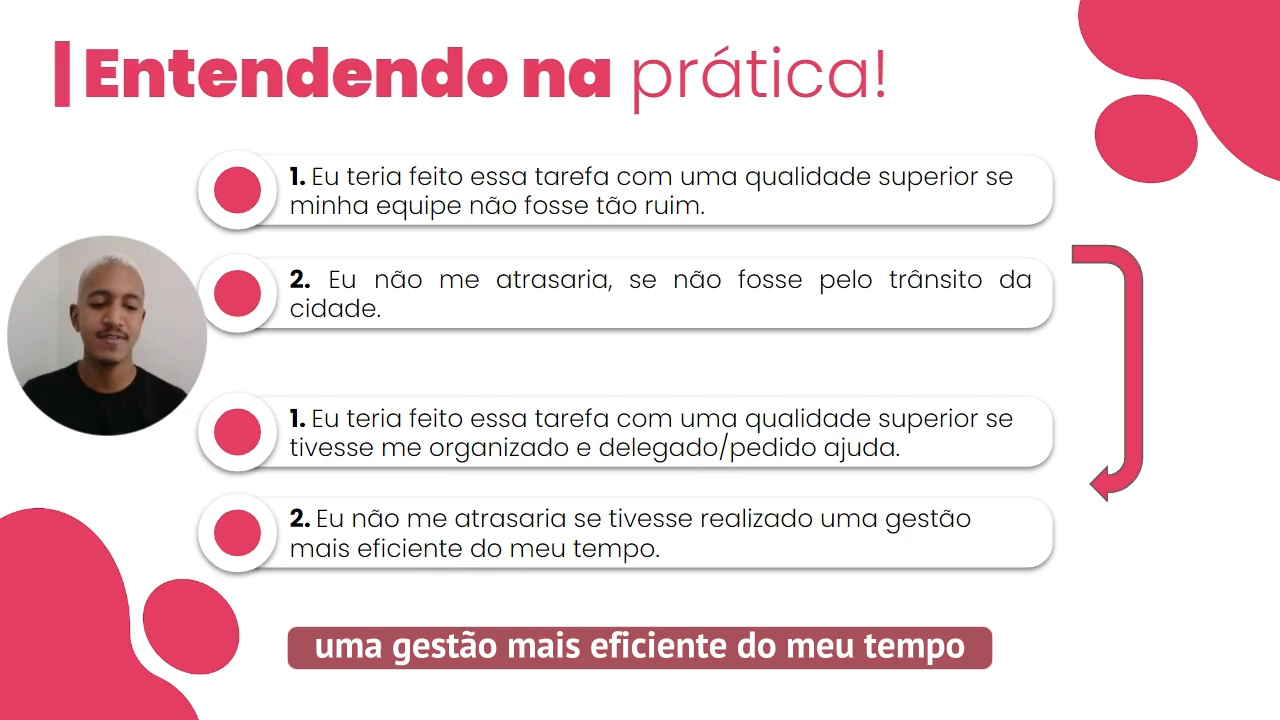 Entendendo na prática!
1. Eu teria feito essa tarefa com uma qualidade superior se
minha equipe não fosse tão ruim.
2. Eu não me atrasaria, se não fosse pelo trânsito da
cidade.
1. Eu teria feito essa tarefa com uma qualidade superior se
tivesse me organizado e delegado/pedido ajuda.
2. Eu não me atrasaria se tivesse realizado uma gestão
mais eficiente do meu tempo.
uma gestão mais eficiente do meu tempo